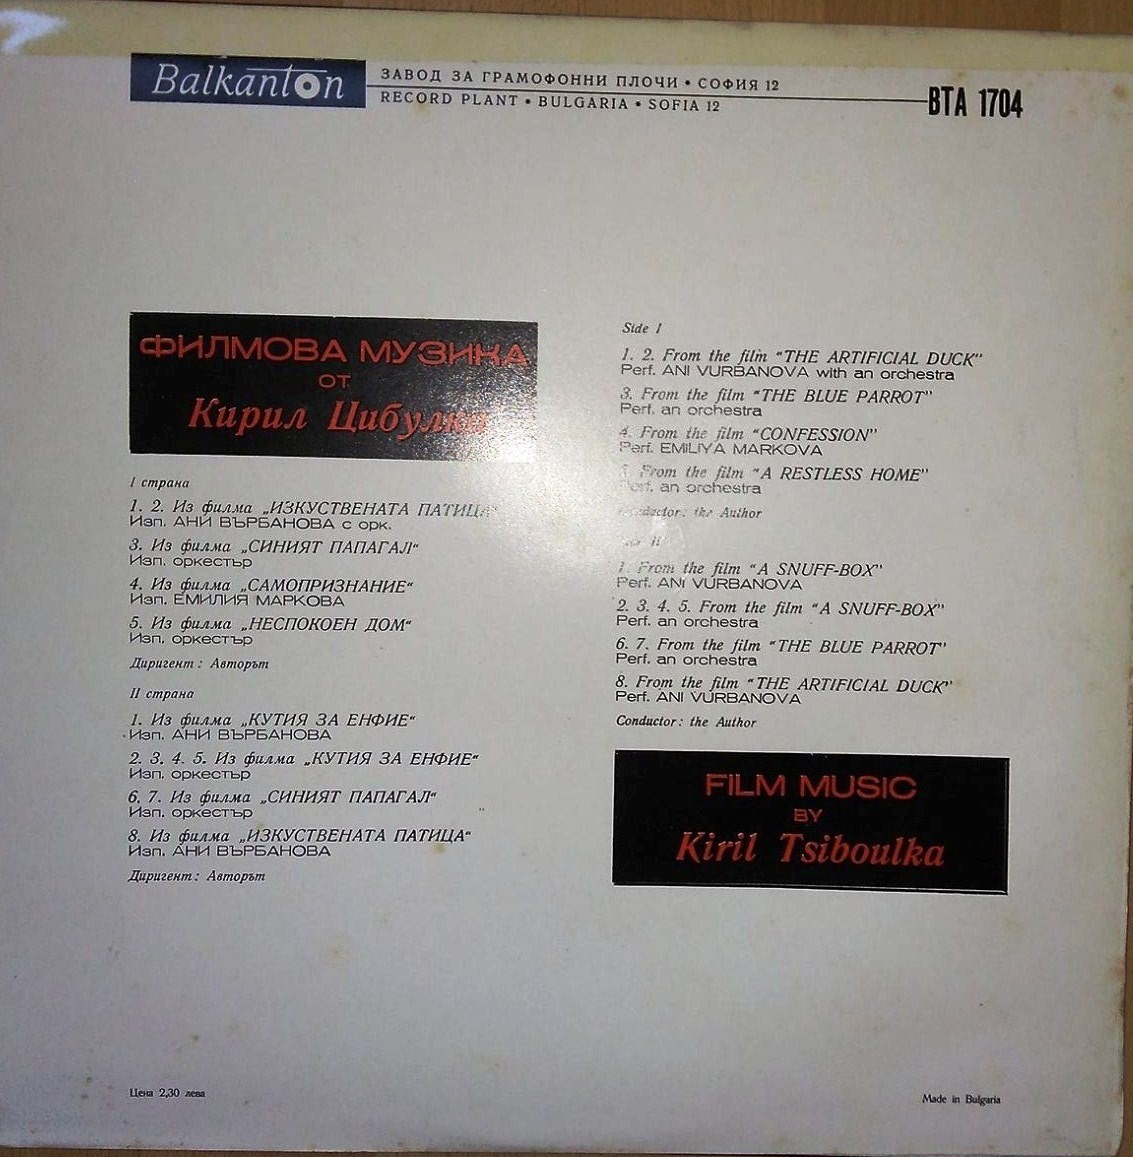 Balkanton
ЗАВОД ЗА ГРАМОФОННИ ПЛОЧИ • СОФИЯ 12
RECORD PLANT • BULGARIA • SOFIA 12
BTA 1704
ФИЛМОВА МУЗИКА
ОТ
Кирил Цибулка
I страна
1. 2. Из филма „ИЗКУСТВЕНАТА ПАТИЦА“
Изп. АНИ ВЪРБАНОВА с орк.
3. Из филма „СИНИЯТ ПАПАГАЛ“
Изп. оркестър
4. Из филма „САМОПРИЗНАНИЕ“
Изп. ЕМИЛИЯ МАРКОВА
5. Из филма „НЕСПОКОЕН ДОМ“
Изп. оркестър
Диригент: Авторът
II страна
1. Из филма „КУТИЯ ЗА ЕНФИЕ“
Изп. АНИ ВЪРБАНОВА
2. 3. 4. 5. Из филма „КУТИЯ ЗА ЕНФИЕ“
Изп. оркестър
6. 7. Из филма „СИНИЯТ ПАПАГАЛ“
Изп. оркестър
8. Из филма „ИЗКУСТВЕНАТА ПАТИЦА“
Изп. АНИ ВЪРБАНОВА
Диригент: Авторът
Side I
1. 2. From the film “THE ARTIFICIAL DUCK”
Perf. ANI VURBANOVA with an orchestra
3. From the film “THE BLUE PARROT”
Perf. an orchestra
4. From the film “CONFESSION”
Perf. EMILIYA MARKOVA
5. From the film “A RESTLESS HOME”
Perf. an orchestra
Conductor: the Author
II
1. From the film “A SNUFF-BOX”
Perf. ANI VURBANOVA
2. 3. 4. 5. From the film “A SNUFF-BOX”
Perf. an orchestra
6. 7. From the film “THE BLUE PARROT”
Perf. an orchestra
8. From the film “THE ARTIFICIAL DUCK”
Perf. ANI VURBANOVA
Conductor: the Author
FILM MUSIC
BY
Kiril Tsiboulka
Цена 2,30 лева
Made in Bulgaria